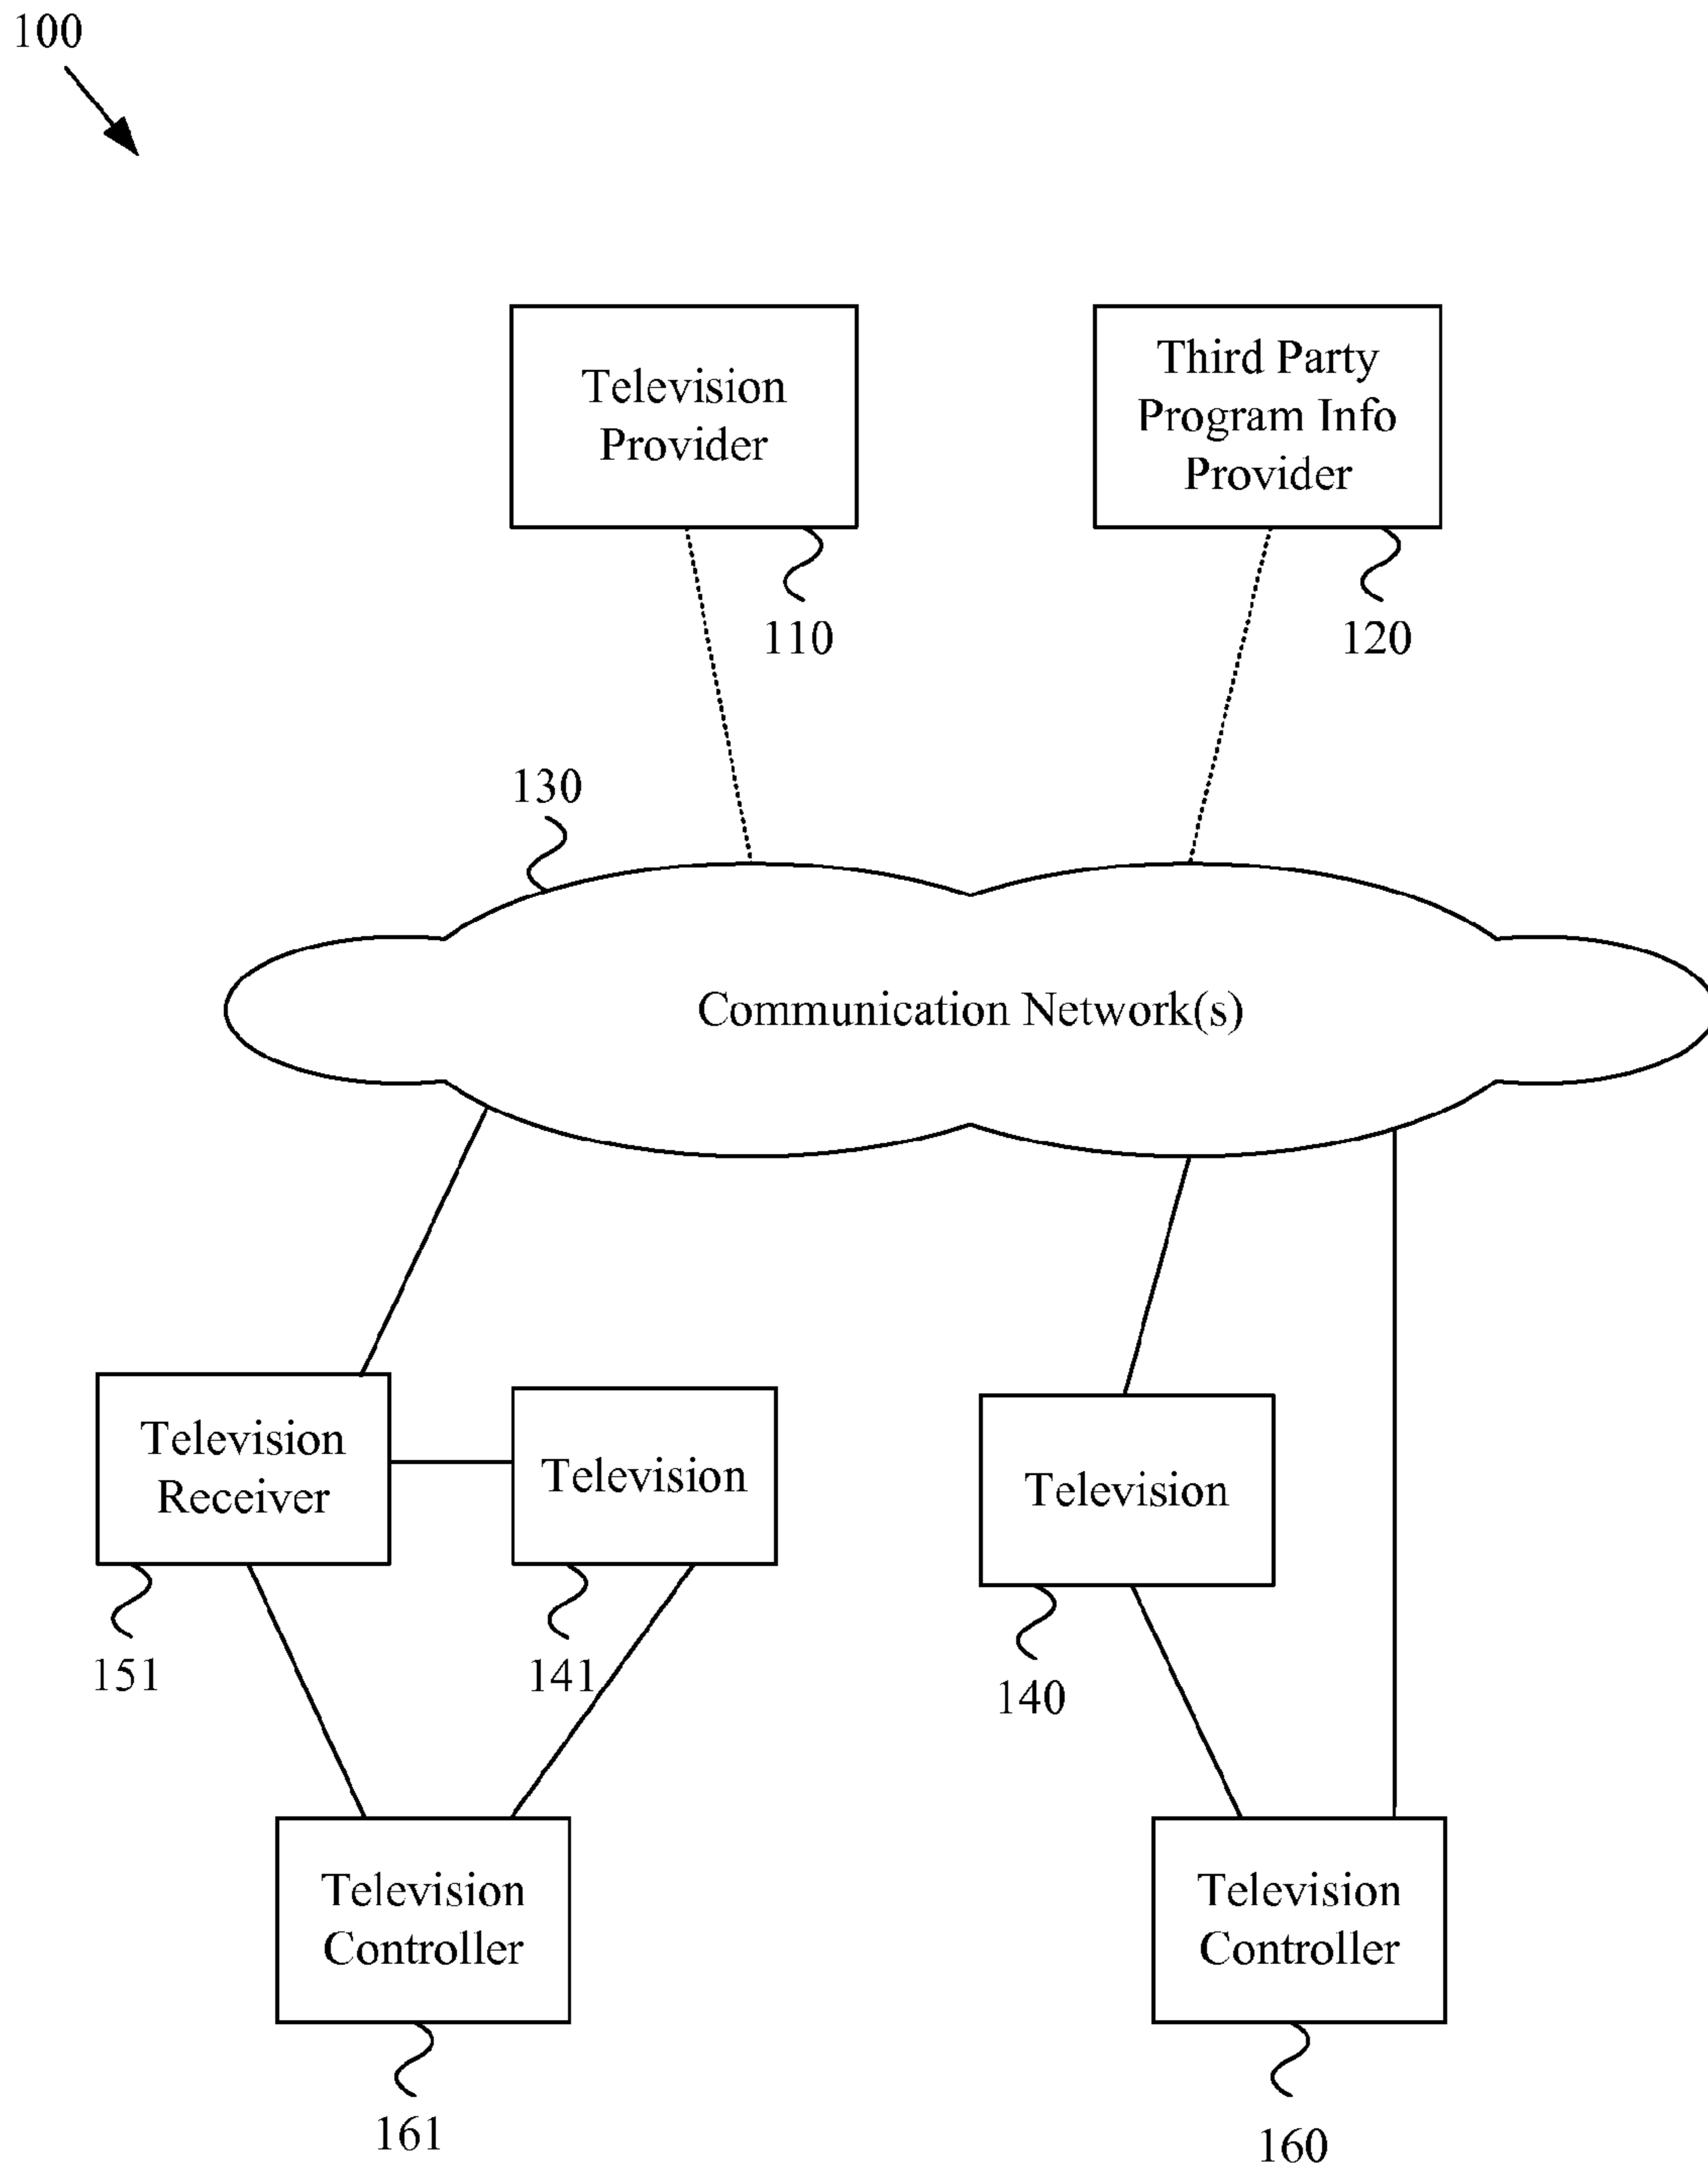 100
Television
Provider
Third Party
Program Info
Provider
110
120
130
Communication Network(s)
Television
Receiver
Television
Television
151
141
140
Television
Controller
Television
Controller
161
160